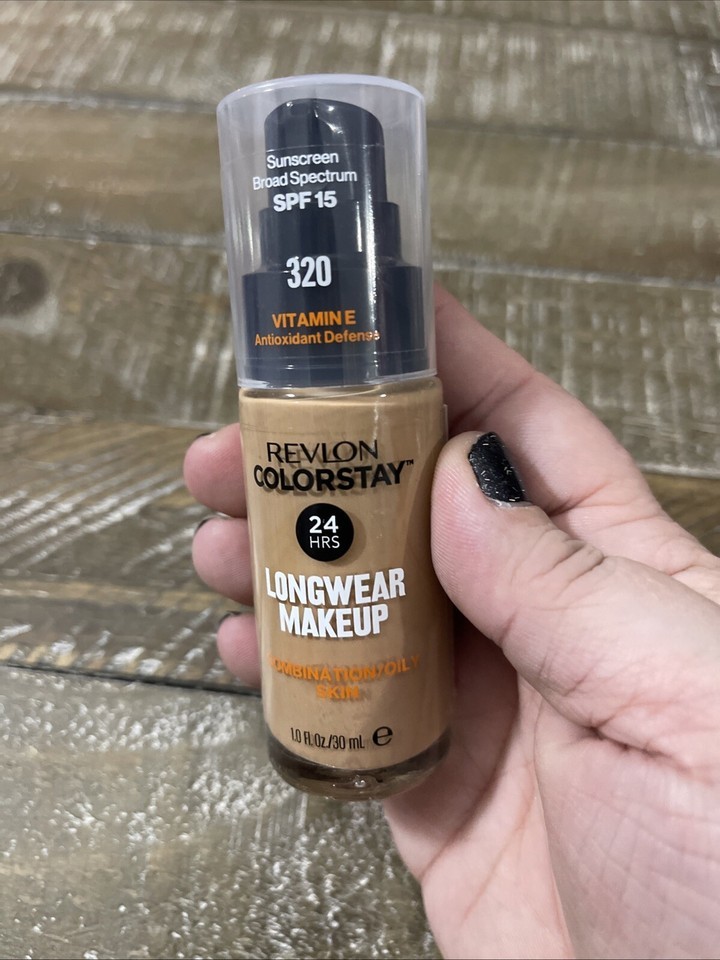 Sunscreen
Broad Spectrum
SPF 15
320
VITAMIN E
Antioxidant Defense
REVLON
COLORSTAY™
24
HRS
LONGWEAR
MAKEUP
COMBINATION/OILY
SKIN
1.0 FL Oz/30 mL ℮